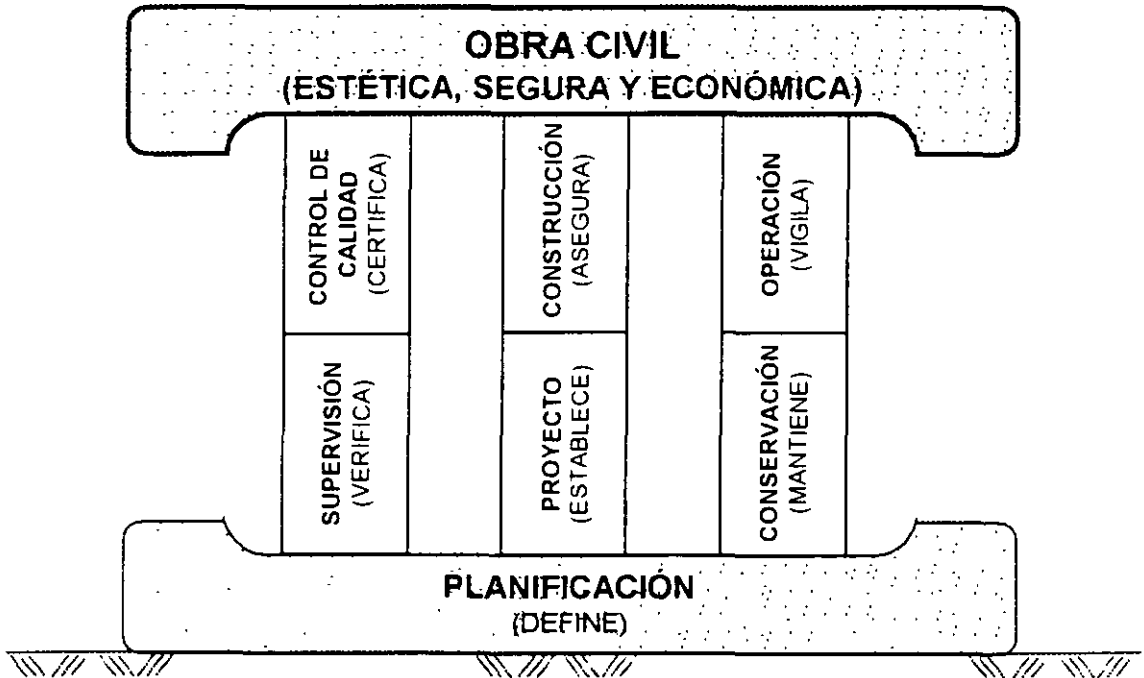 OBRA CIVIL
(ESTÉTICA, SEGURA Y ECONÓMICA)
CONTROL DE
CALIDAD
(CERTIFICA)
CONSTRUCCIÓN
(ASEGURA)
OPERACIÓN
(VIGILA)
SUPERVISIÓN
(VERIFICA)
PROYECTO
(ESTABLECE)
CONSERVACIÓN
(MANTIENE)
PLANIFICACIÓN
(DEFINE)